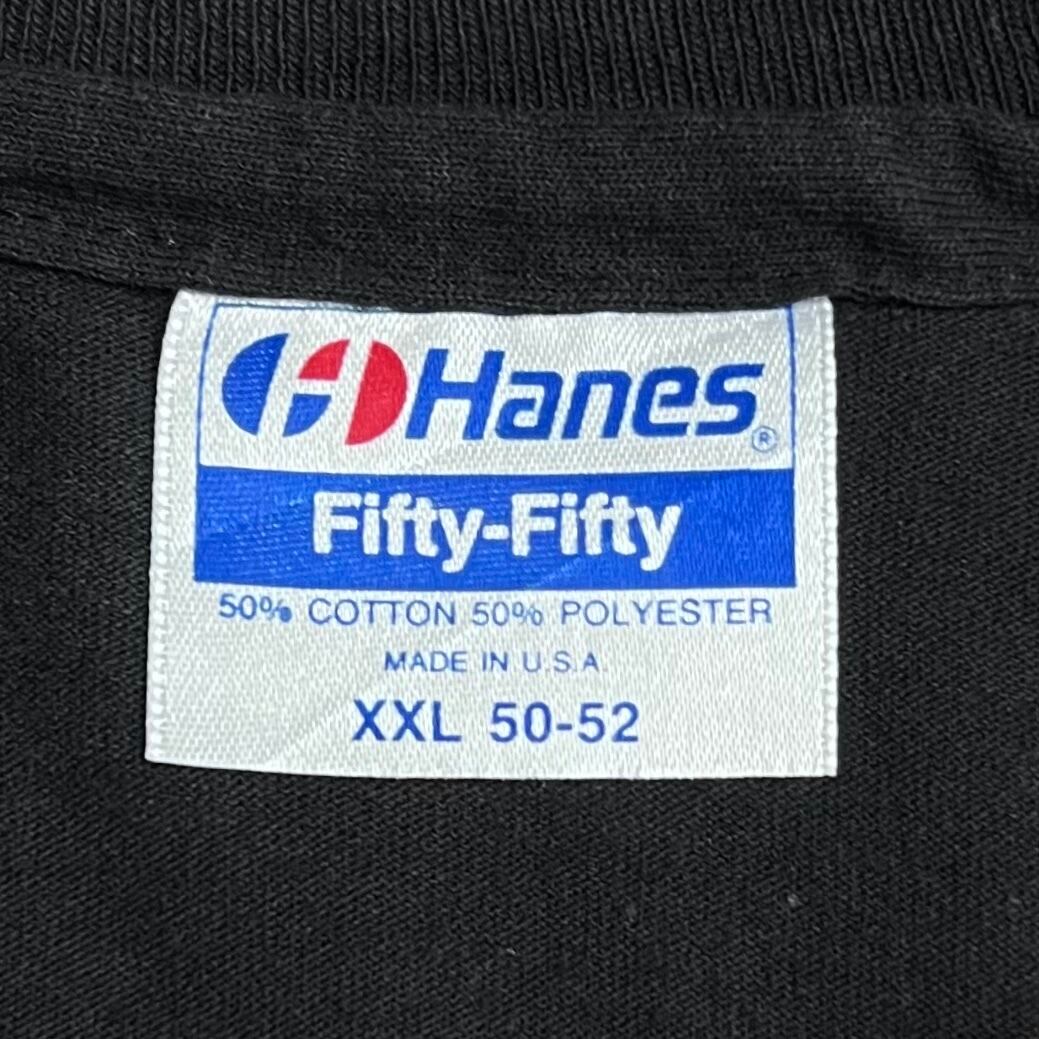 Hanes®
Fifty-Fifty
50% COTTON 50% POLYESTER
MADE IN U.S.A.
XXL 50-52